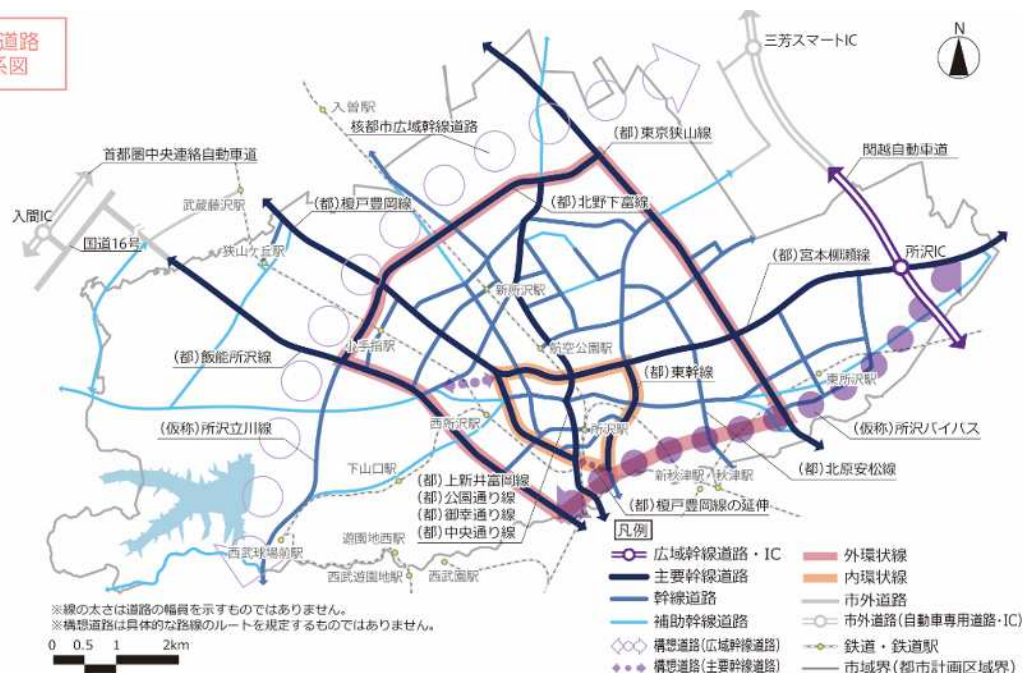 道路
系図
三芳スマートIC
N
入曽駅
核都市広域幹線道路
(都)東京狭山線
首都圏中央連絡自動車道
関越自動車道
武蔵藤沢駅
(都)榎戸豊岡線
(都)北野下富線
入間IC
国道16号
狭山ヶ丘駅
(都)宮本柳瀬線
所沢IC
新所沢駅
小手指駅
航空公園駅
(都)飯能所沢線
(都)東幹線
東所沢駅
西所沢駅
所沢駅
(仮称)所沢立川線
(仮称)所沢バイパス
下山口駅
新秋津駅・秋津駅
(都)北原安松線
(都)上新井富岡線
(都)公園通り線
(都)御幸通り線
(都)中央通り線
(都)榎戸豊岡線の延伸
西武球場前駅
遊園地西駅
西武遊園地駅
西武園駅
凡例
広域幹線道路・IC
主要幹線道路
幹線道路
補助幹線道路
構想道路(広域幹線道路)
構想道路(主要幹線道路)
外環状線
内環状線
市外道路
市外道路(自動車専用道路・IC)
鉄道・鉄道駅
市域界(都市計画区域界)
※線の太さは道路の幅員を示すものではありません。
※構想道路は具体的な路線のルートを規定するものではありません。
0 0.5 1 2km